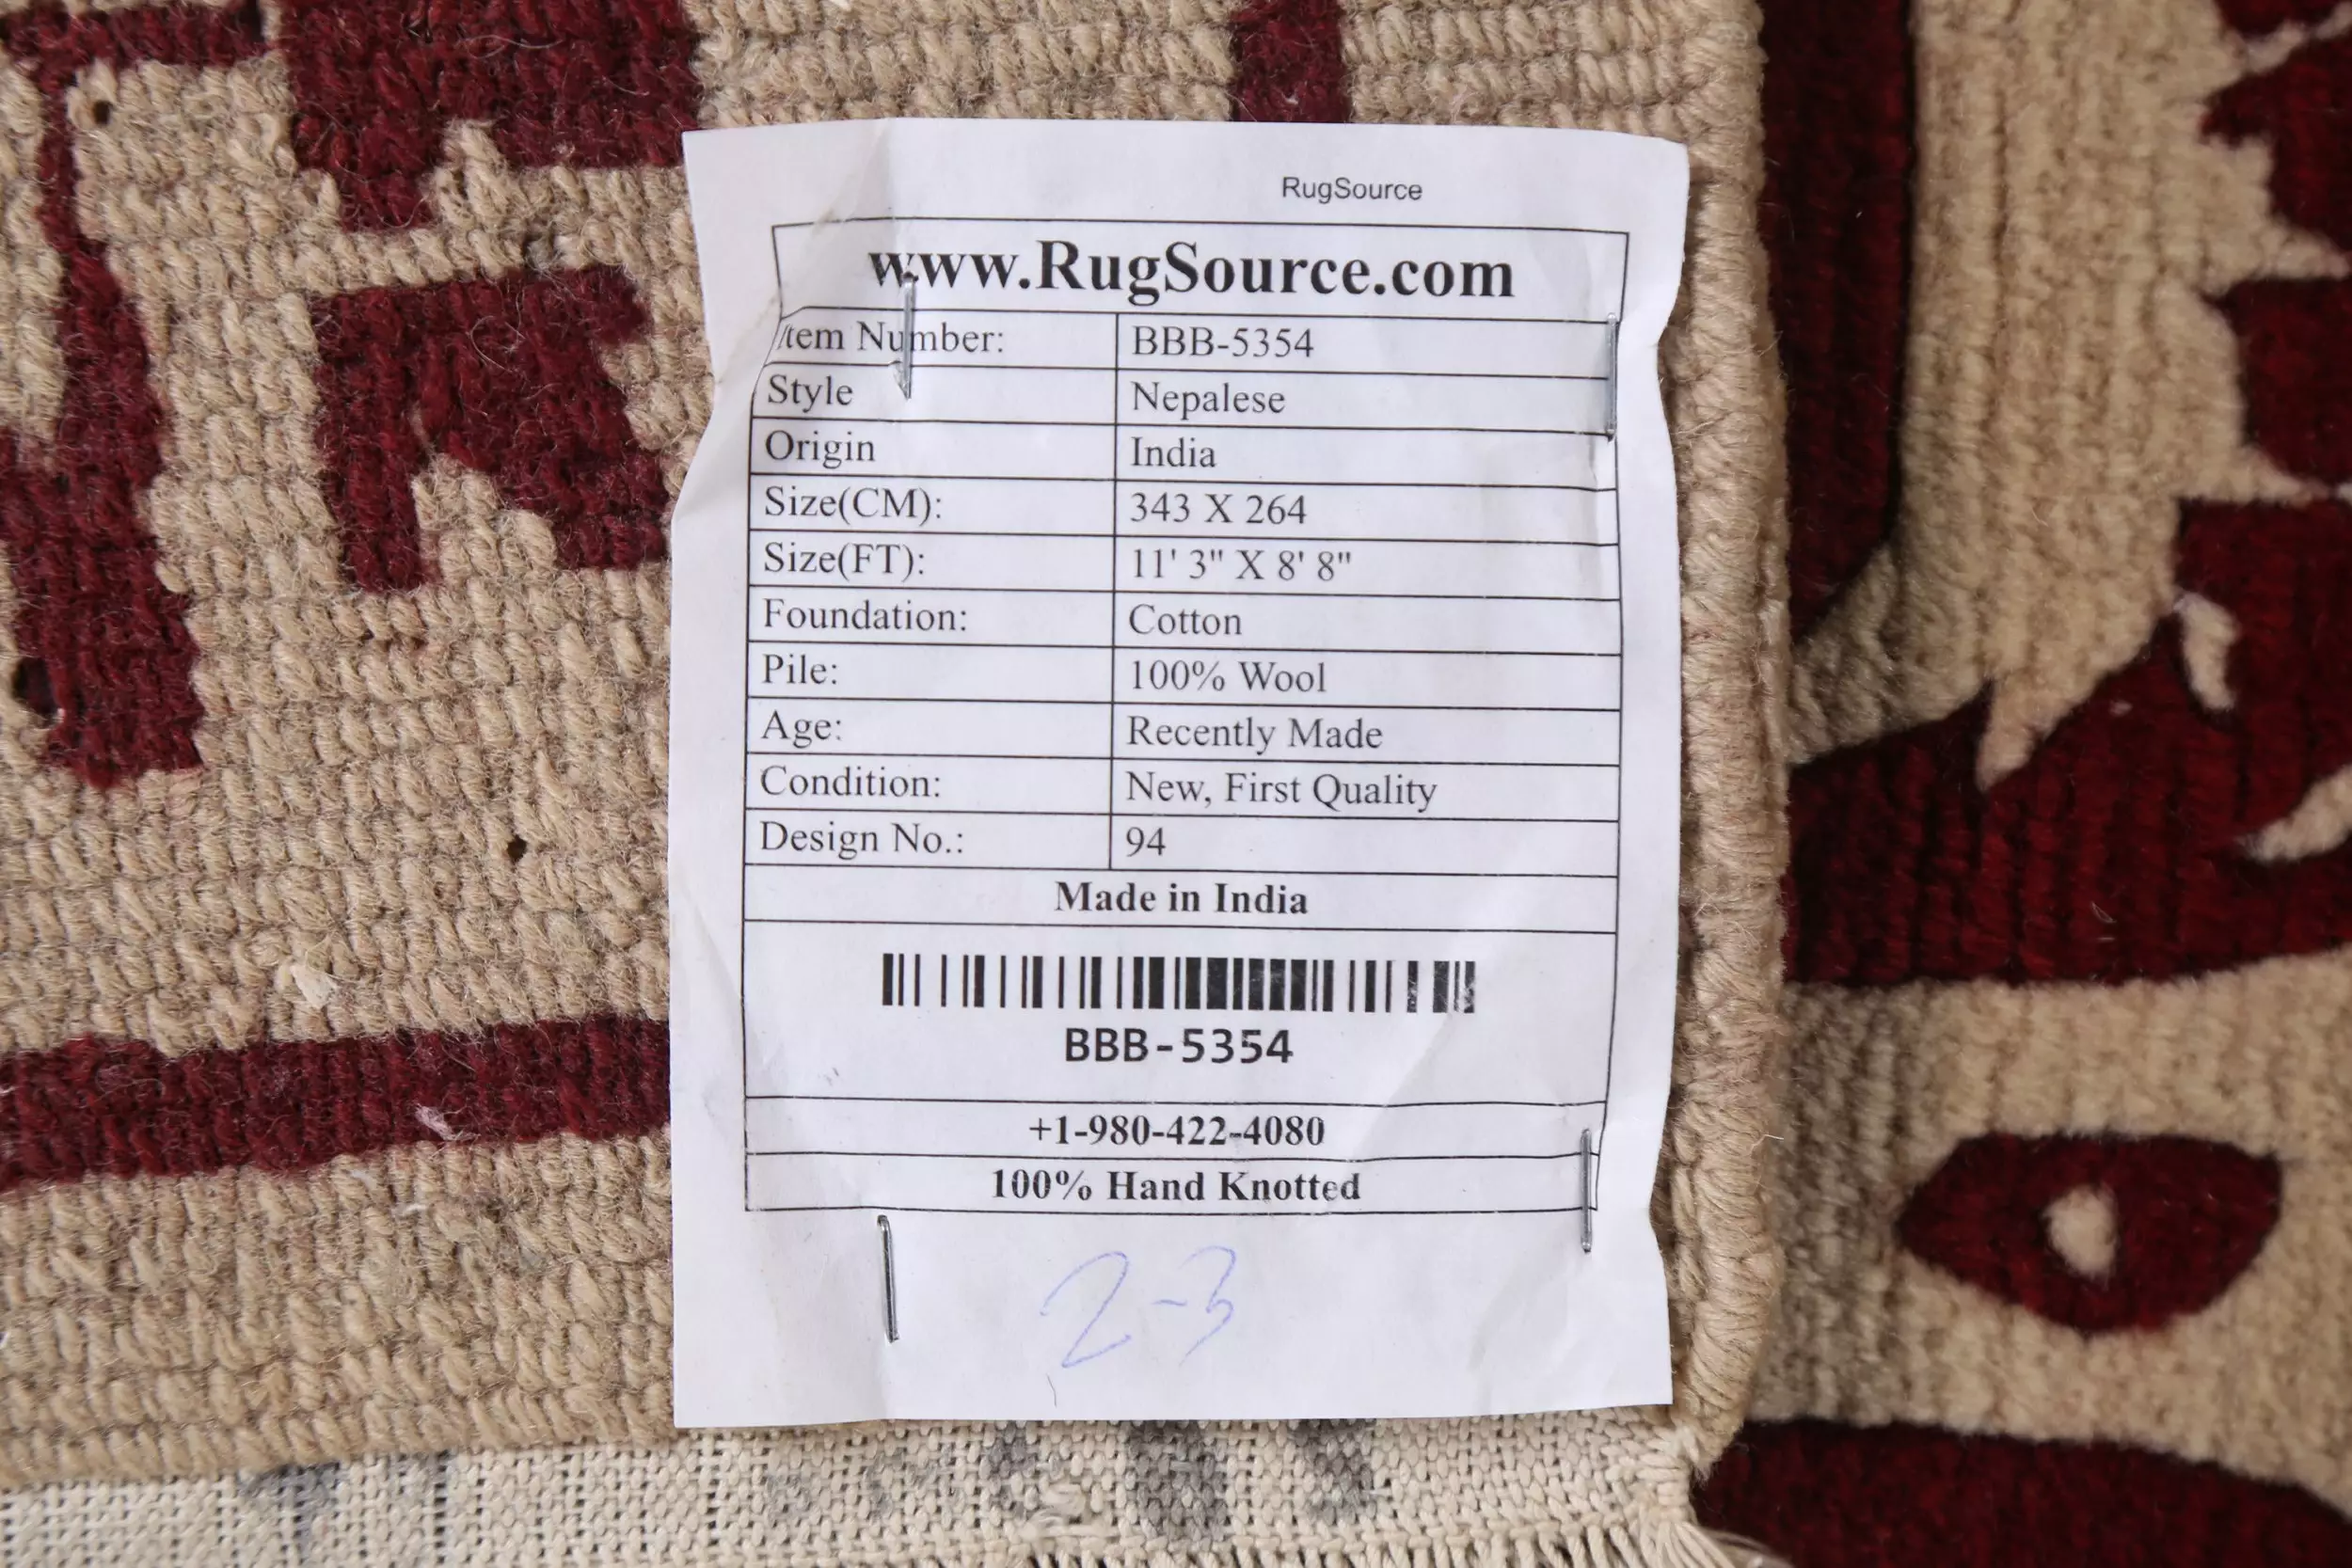 RugSource
www.RugSource.com
Item Number: BBB-5354
Style Nepalese
Origin India
Size(CM): 343 X 264
Size(FT): 11' 3" X 8' 8"
Foundation: Cotton
Pile: 100% Wool
Age: Recently Made
Condition: New, First Quality
Design No.: 94
Made in India
BBB-5354
+1-980-422-4080
100% Hand Knotted
2-3